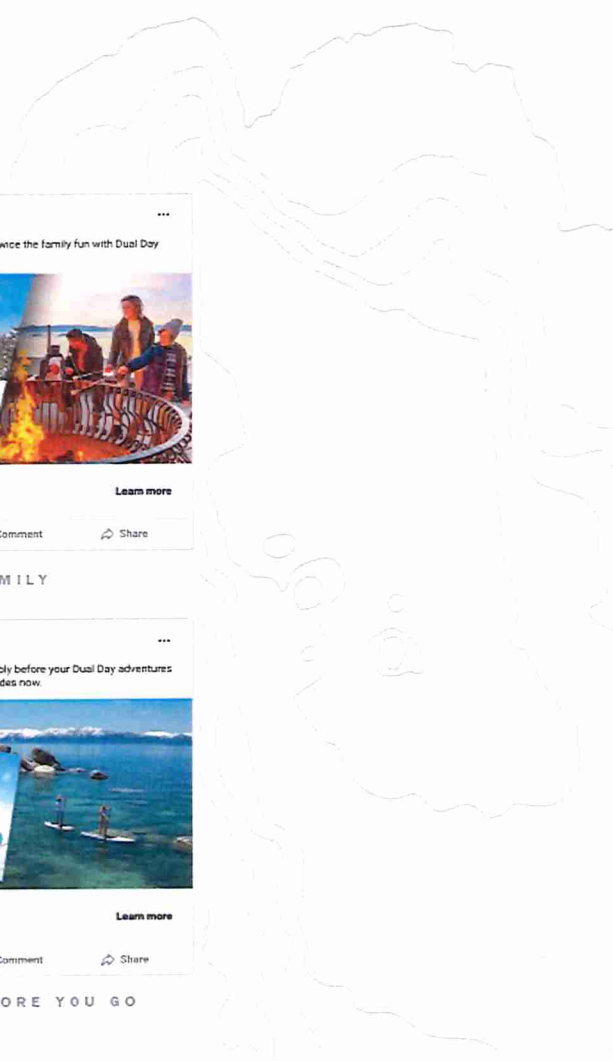 ...
wice the family fun with Dual Day
Learn more
Comment
Share
MILY
...
bly before your Dual Day adventures
des now.
Learn more
Comment
Share
ORE YOU GO